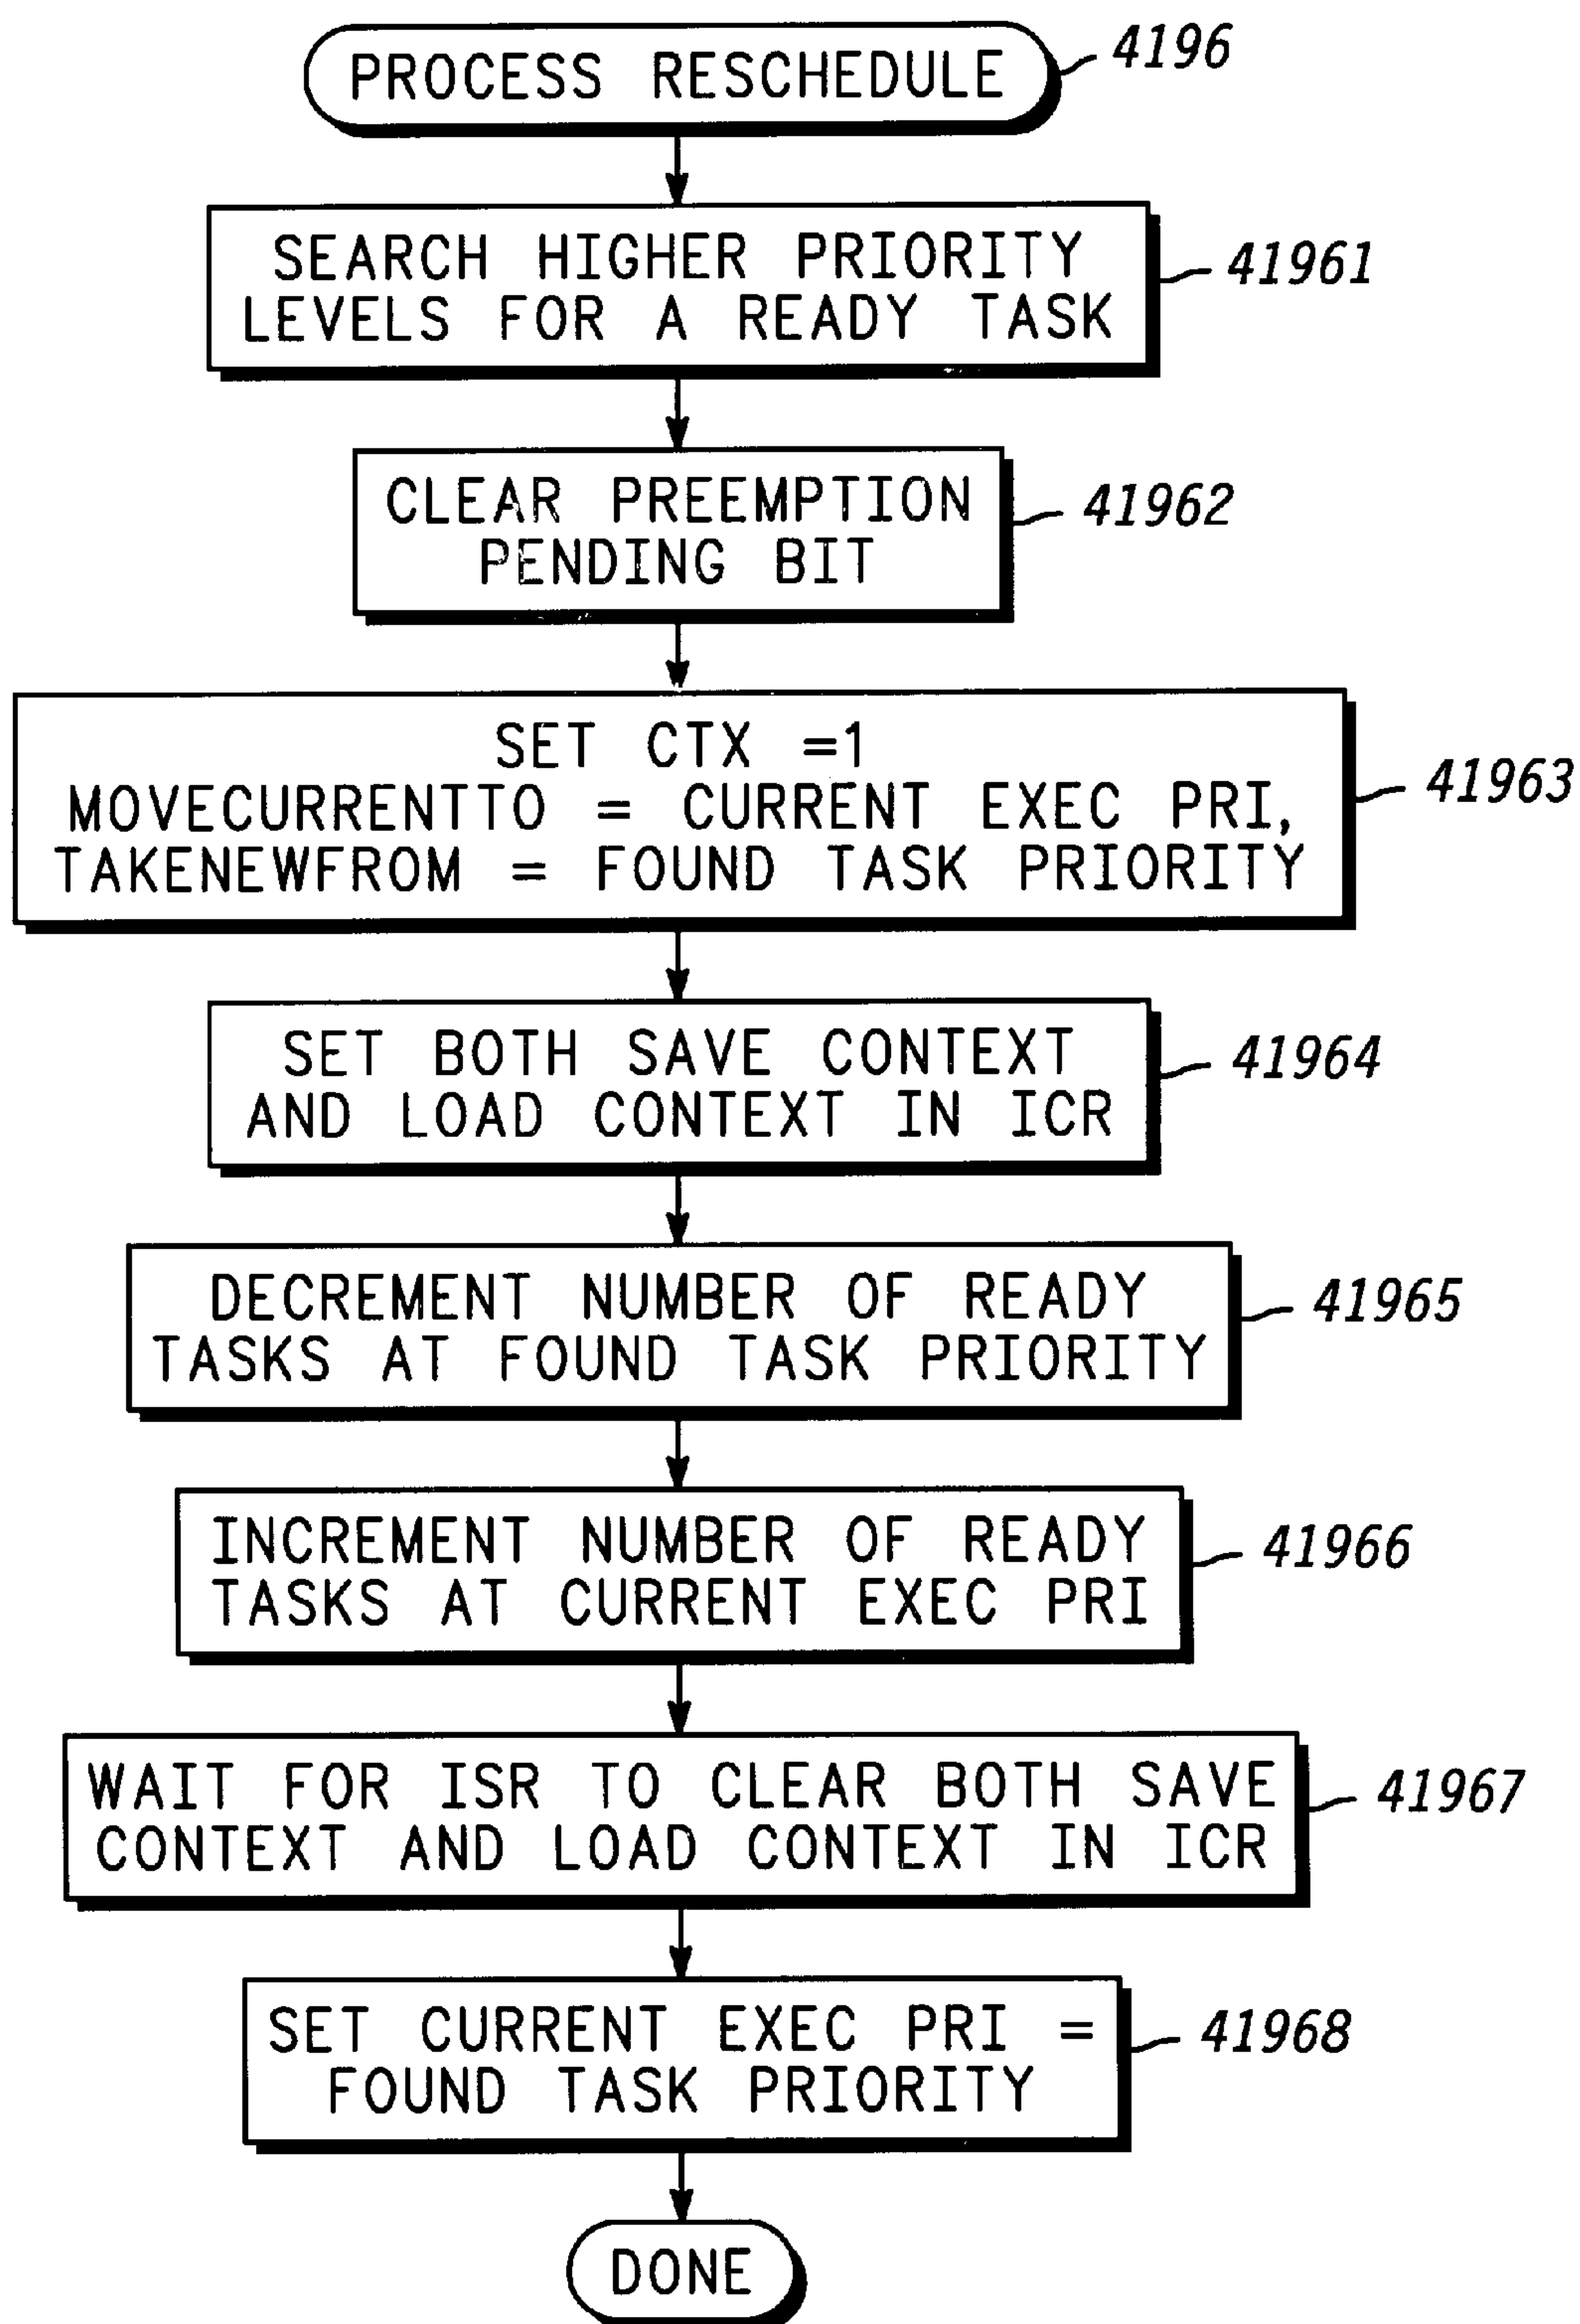 PROCESS RESCHEDULE
4196
SEARCH HIGHER PRIORITY
LEVELS FOR A READY TASK
41961
CLEAR PREEMPTION
PENDING BIT
41962
SET CTX =1
MOVECURRENTTO = CURRENT EXEC PRI,
TAKENEWFROM = FOUND TASK PRIORITY
41963
SET BOTH SAVE CONTEXT
AND LOAD CONTEXT IN ICR
41964
DECREMENT NUMBER OF READY
TASKS AT FOUND TASK PRIORITY
41965
INCREMENT NUMBER OF READY
TASKS AT CURRENT EXEC PRI
41966
WAIT FOR ISR TO CLEAR BOTH SAVE
CONTEXT AND LOAD CONTEXT IN ICR
41967
SET CURRENT EXEC PRI =
FOUND TASK PRIORITY
41968
DONE